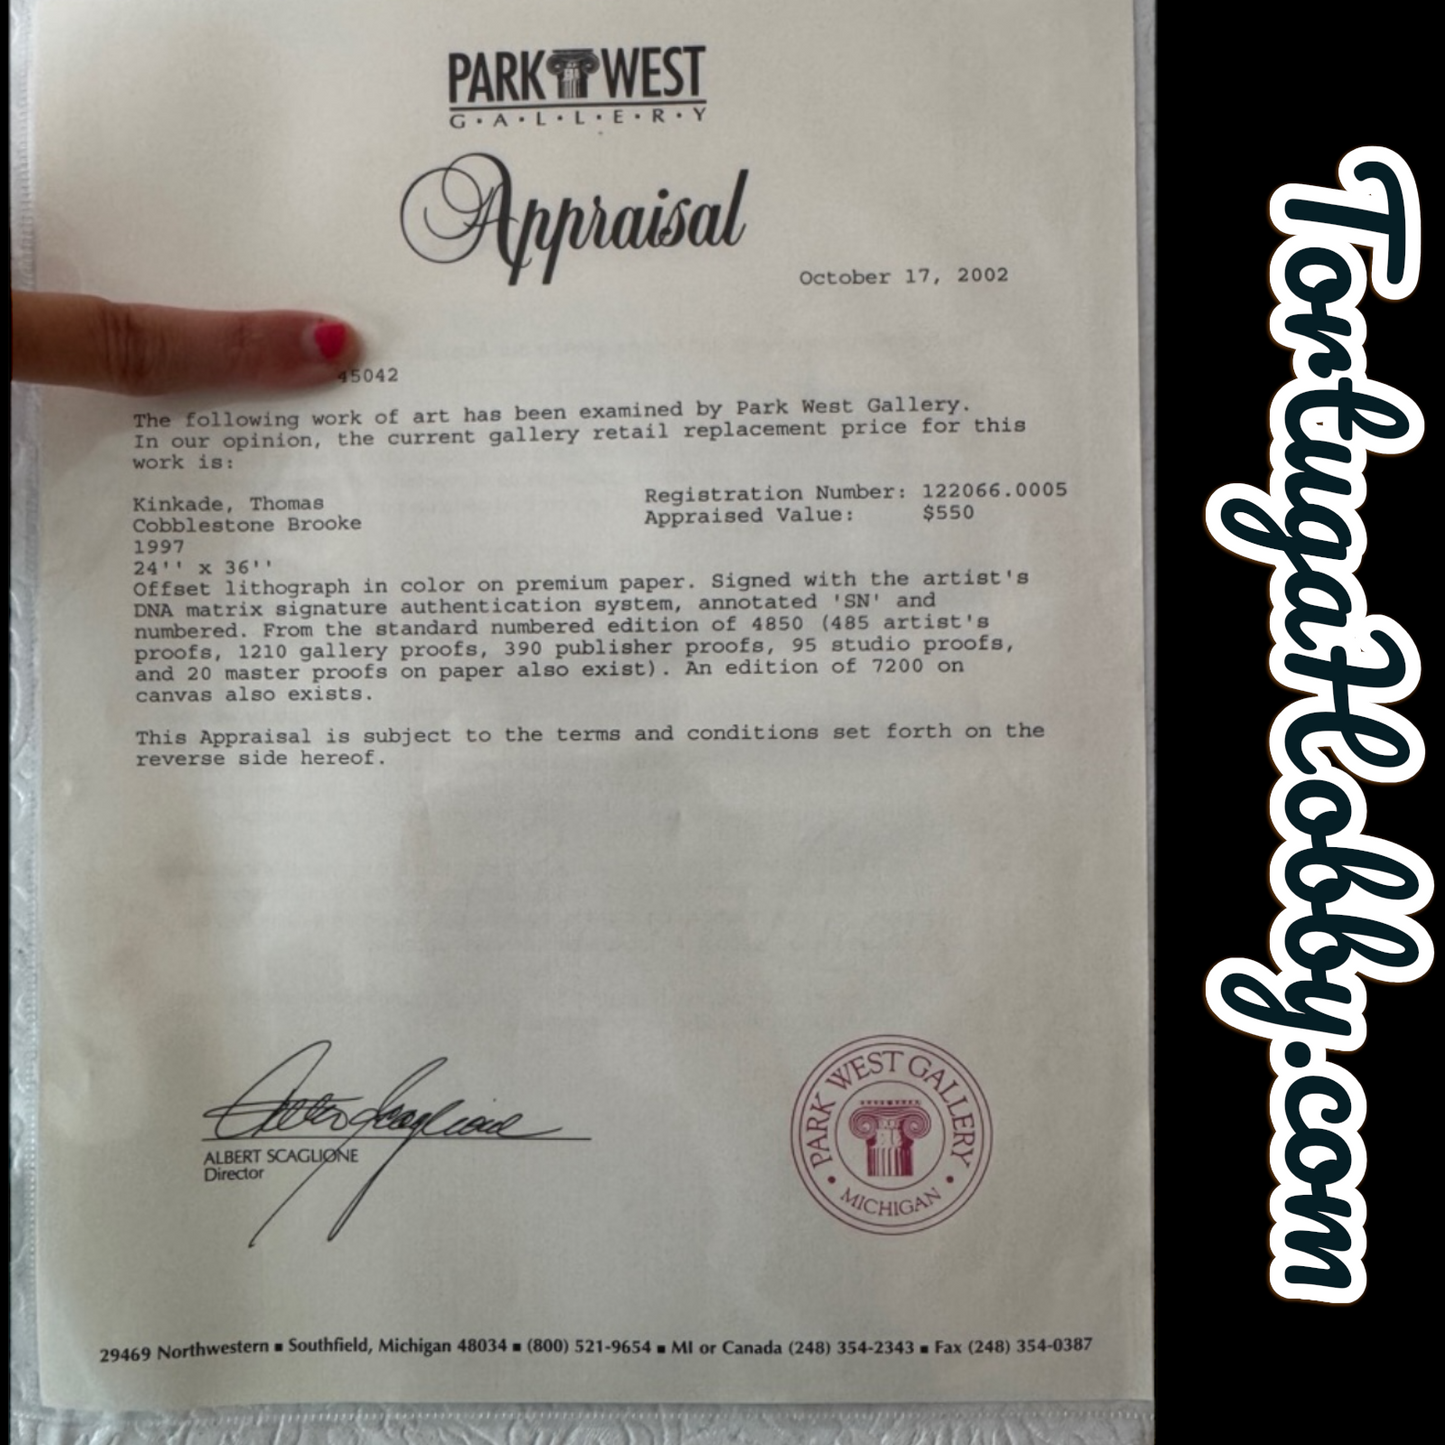 PARK WEST
G·A·L·L·E·R·Y
Appraisal
October 17, 2002
45042
The following work of art has been examined by Park West Gallery.
In our opinion, the current gallery retail replacement price for this
work is:
Kinkade, Thomas
Cobblestone Brooke
1997
24'' x 36''
Registration Number: 122066.0005
Appraised Value: $550
Offset lithograph in color on premium paper. Signed with the artist's
DNA matrix signature authentication system, annotated 'SN' and
numbered. From the standard numbered edition of 4850 (485 artist's
proofs, 1210 gallery proofs, 390 publisher proofs, 95 studio proofs,
and 20 master proofs on paper also exist). An edition of 7200 on
canvas also exists.
This Appraisal is subject to the terms and conditions set forth on the
reverse side hereof.
Albert Scaglione
ALBERT SCAGLIONE
Director
PARK WEST GALLERY
• MICHIGAN •
29469 Northwestern ■ Southfield, Michigan 48034 ■ (800) 521-9654 ■ MI or Canada (248) 354-2343 ■ Fax (248) 354-0387
TortugaHobby.com